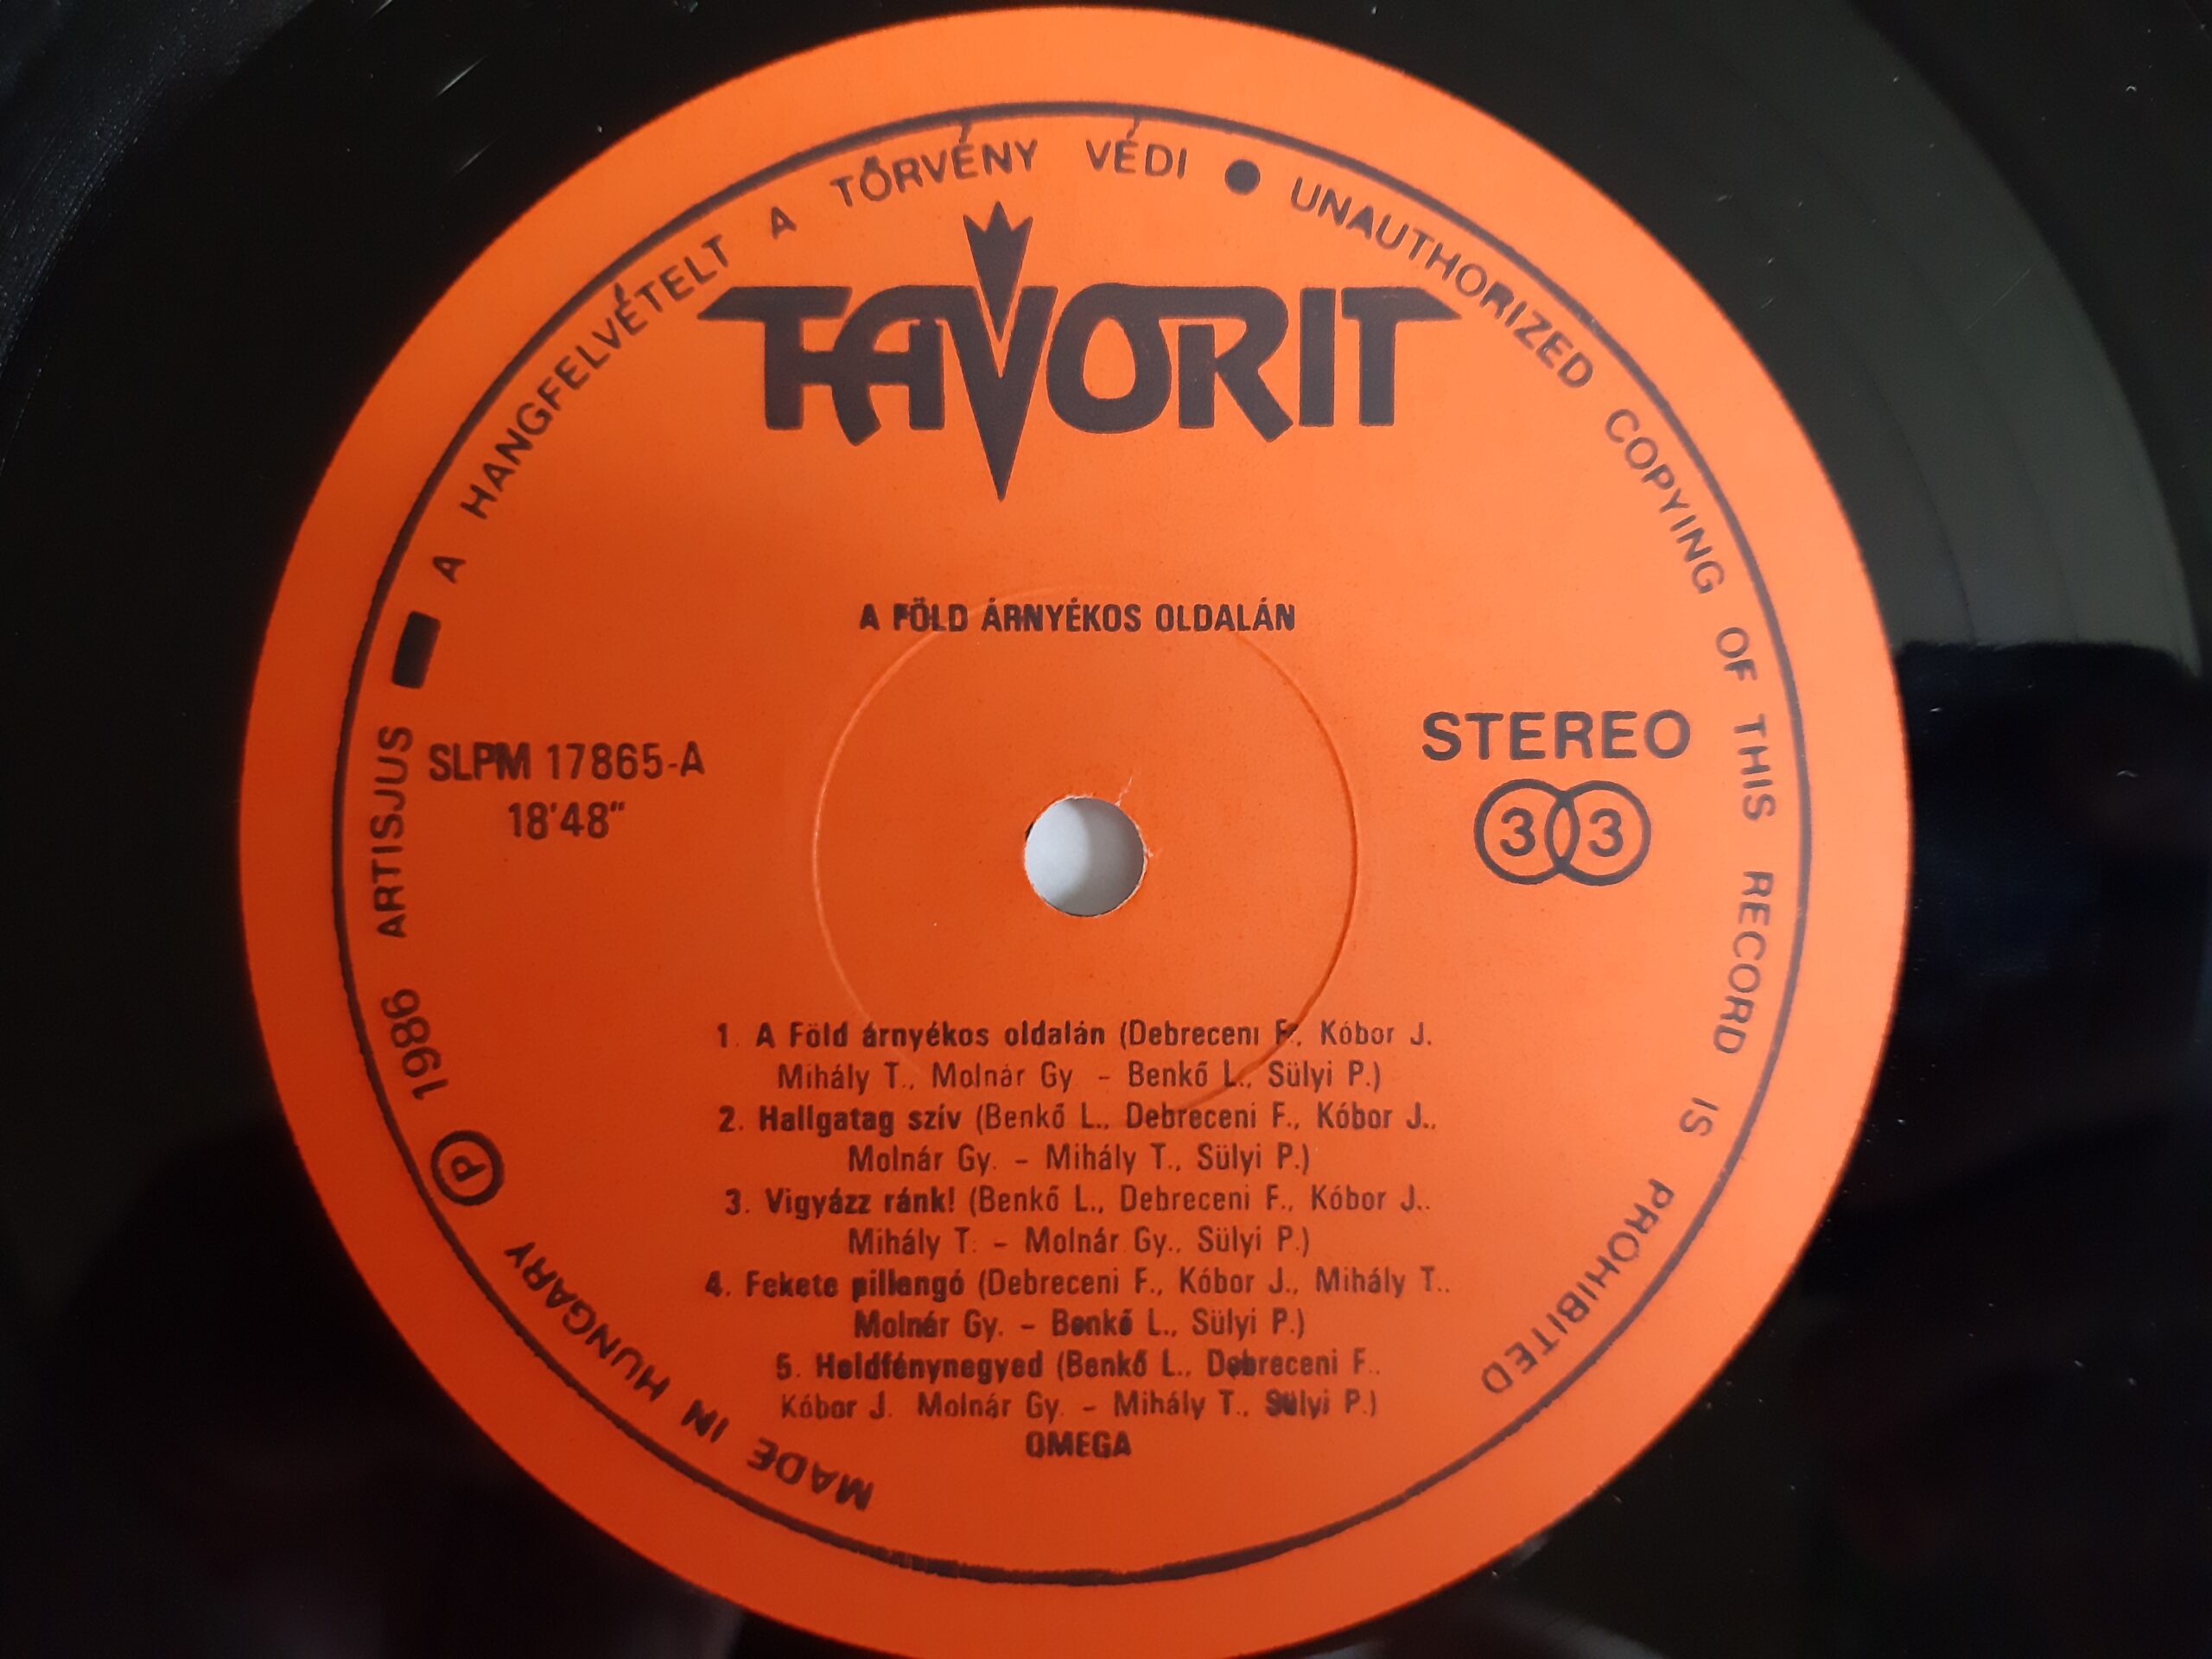 A HANGFELVÉTELT A TÖRVÉNY VÉDI ● UNAUTHORIZED COPYING OF THIS RECORD IS PROHIBITED
FAVORIT
A FÖLD ÁRNYÉKOS OLDALÁN
SLPM 17865-A
18'48"
STEREO
33
1. A Föld árnyékos oldalán (Debreceni F., Kóbor J.
Mihály T., Molnár Gy – Benkő L., Sülyi P.)
2. Hallgatag szív (Benkő L., Debreceni F., Kóbor J.,
Molnár Gy. – Mihály T., Sülyi P.)
3. Vigyázz ránk! (Benkő L., Debreceni F., Kóbor J.,
Mihály T. – Molnár Gy., Sülyi P.)
4. Fekete pillangó (Debreceni F., Kóbor J., Mihály T.,
Molnár Gy. – Benkő L., Sülyi P.)
5. Holdfénynegyed (Benkő L., Debreceni F.,
Kóbor J. Molnár Gy. – Mihály T., Sülyi P.)
OMEGA
MADE IN HUNGARY Ⓟ 1986 ARTISJUS